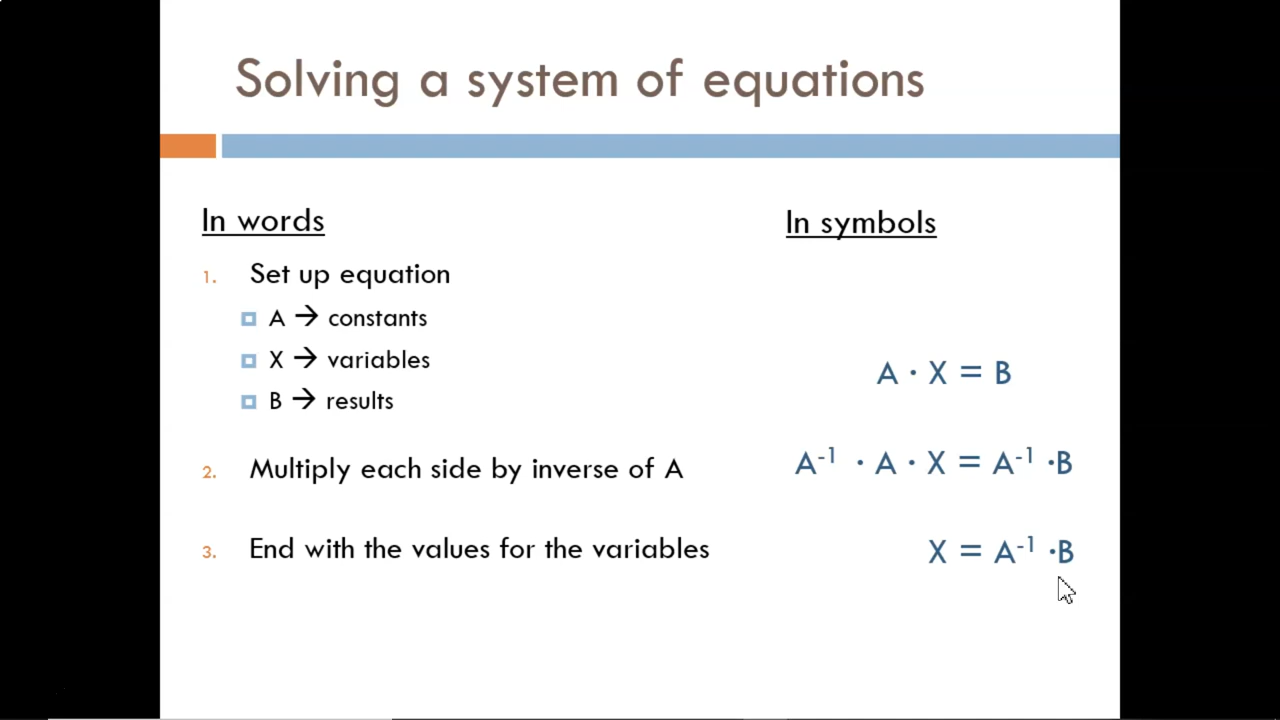 Solving a system of equations
In words
1. Set up equation
A → constants
X → variables
B → results
2. Multiply each side by inverse of A
3. End with the values for the variables
In symbols
A · X = B
A⁻¹ · A · X = A⁻¹ ·B
X = A⁻¹ ·B